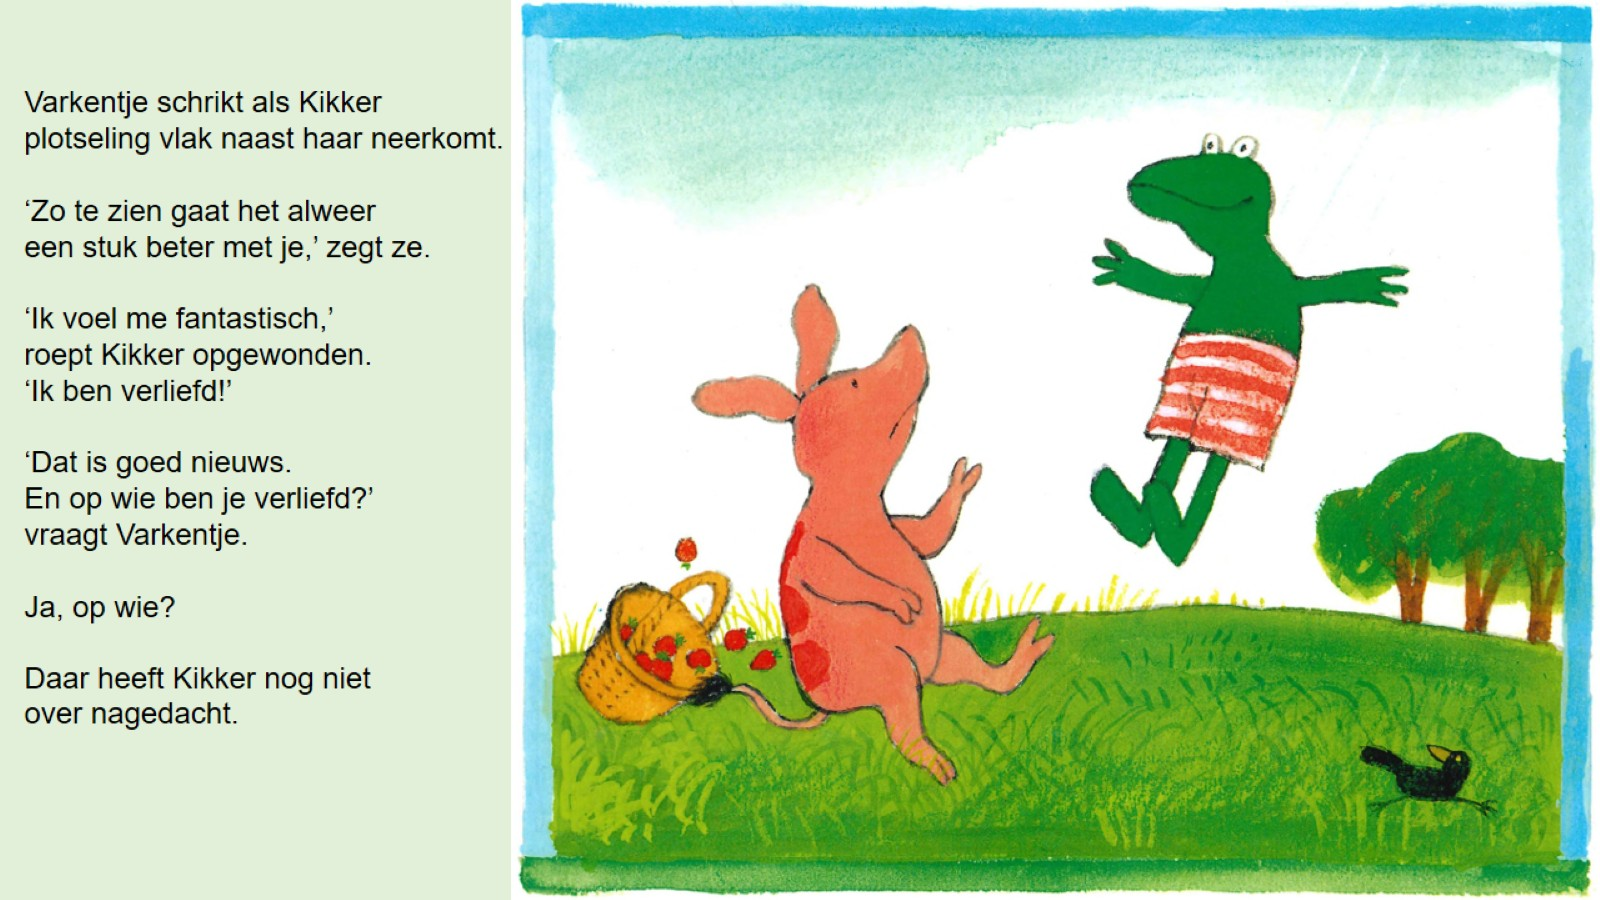 Varkentje schrikt als Kikker
plotseling vlak naast haar neerkomt.
‘Zo te zien gaat het alweer
een stuk beter met je,’ zegt ze.
‘Ik voel me fantastisch,’
roept Kikker opgewonden.
‘Ik ben verliefd!’
‘Dat is goed nieuws.
En op wie ben je verliefd?’
vraagt Varkentje.
Ja, op wie?
Daar heeft Kikker nog niet
over nagedacht.